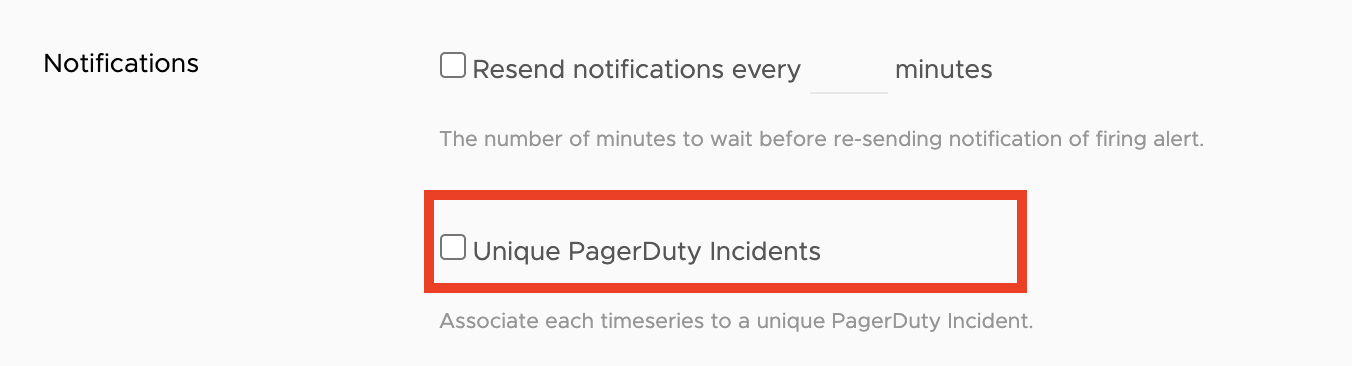 Notifications
Resend notifications every minutes
The number of minutes to wait before re-sending notification of firing alert.
Unique PagerDuty Incidents
Associate each timeseries to a unique PagerDuty Incident.